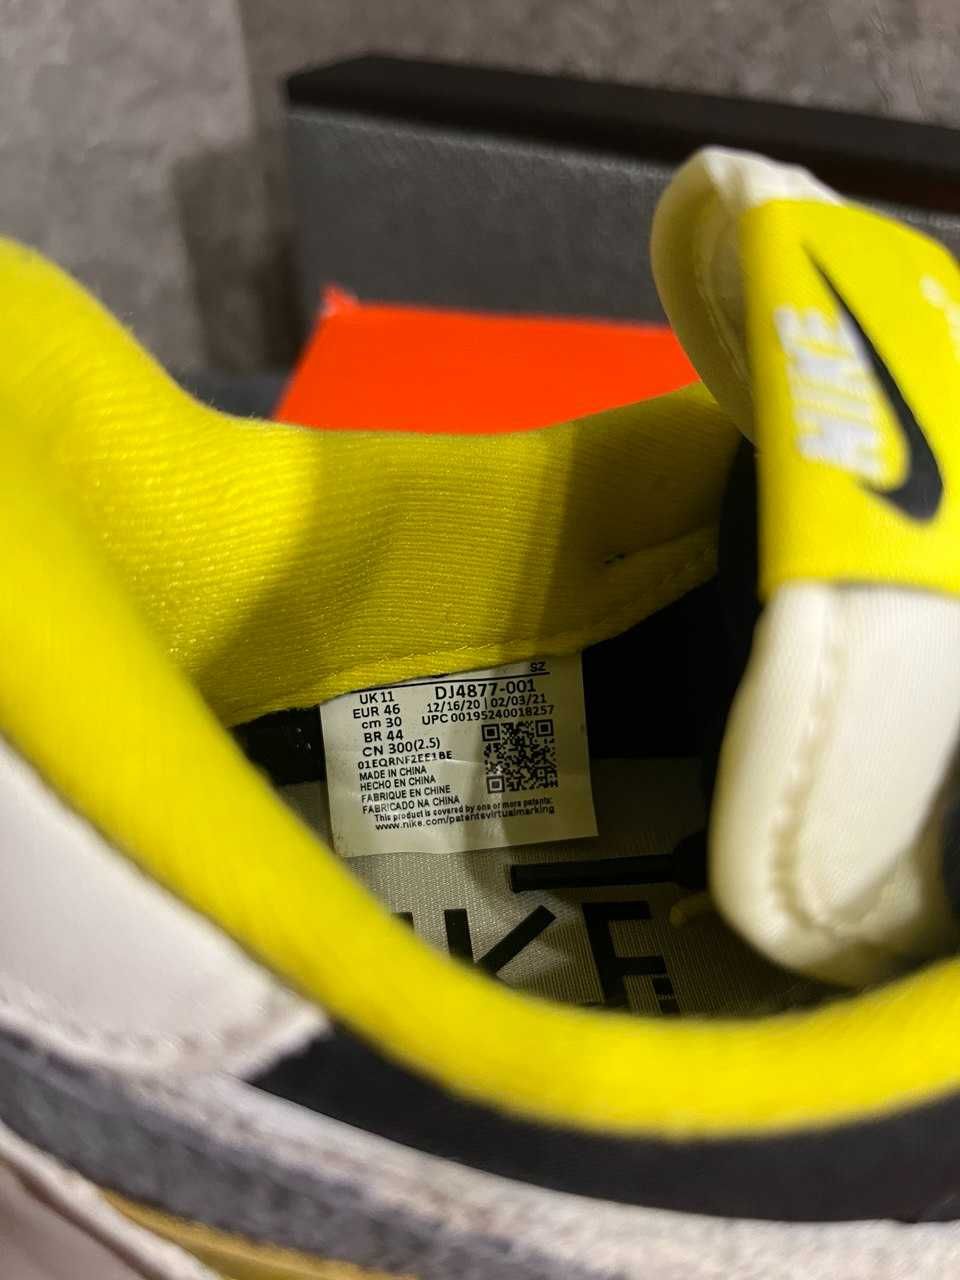 NIKE
SZ
UK 11 DJ4877-001
EUR 46 12/16/20 | 02/03/21
cm 30 UPC 00195240018257
BR 44
CN 300(2.5)
01EQRNF2EE1BE
MADE IN CHINA
HECHO EN CHINA
FABRIQUE EN CHINE
FABRICADO NA CHINA
This product is covered by one or more patents:
www.nike.com/patentsvirtualmarking